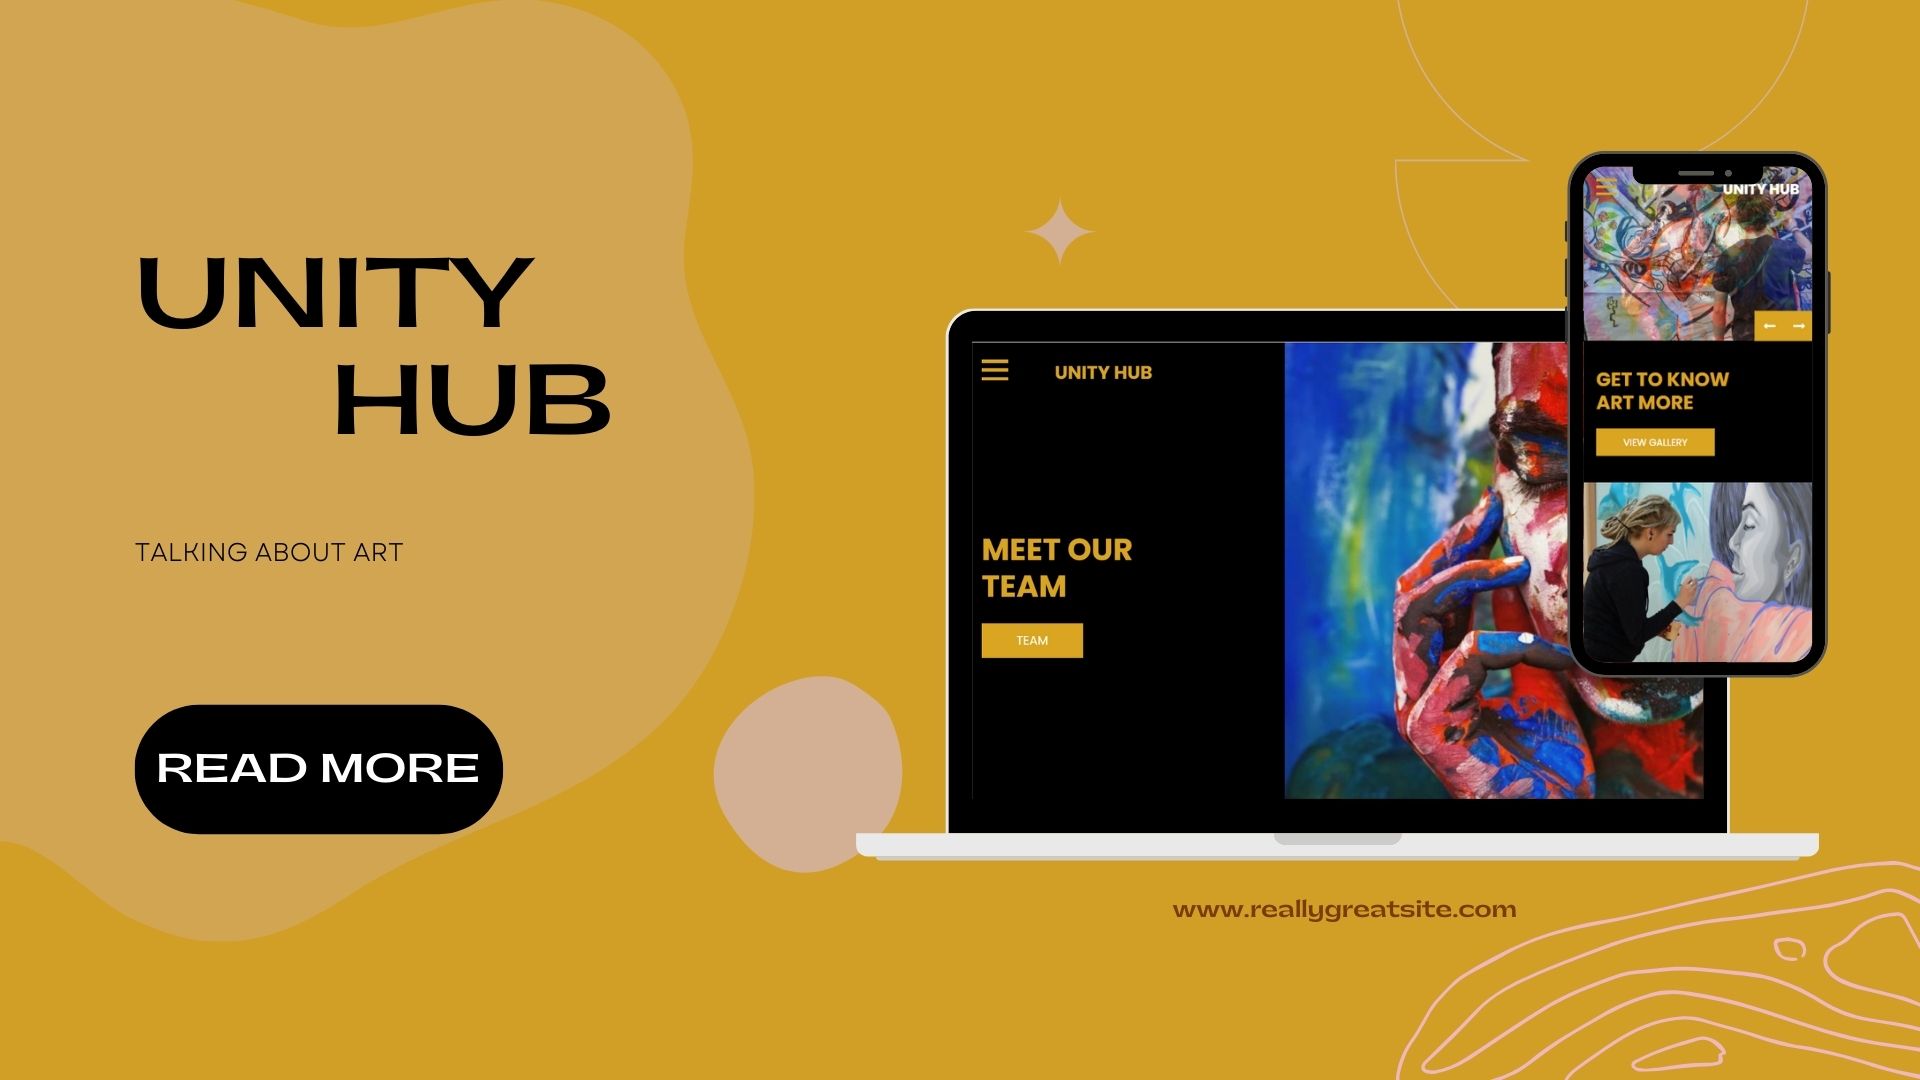 UNITY
HUB
TALKING ABOUT ART
READ MORE
UNITY HUB
MEET OUR
TEAM
TEAM
UNITY HUB
GET TO KNOW
ART MORE
VIEW GALLERY
www.reallygreatsite.com